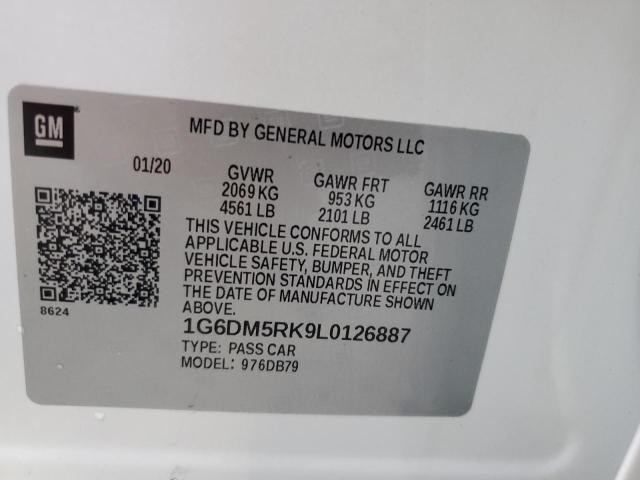 GM
MFD BY GENERAL MOTORS LLC
01/20 GVWR GAWR FRT GAWR RR
2069 KG 953 KG 1116 KG
4561 LB 2101 LB 2461 LB
THIS VEHICLE CONFORMS TO ALL
APPLICABLE U.S. FEDERAL MOTOR
VEHICLE SAFETY, BUMPER, AND THEFT
PREVENTION STANDARDS IN EFFECT ON
THE DATE OF MANUFACTURE SHOWN
ABOVE.
8624
1G6DM5RK9L0126887
TYPE: PASS CAR
MODEL: 976DB79